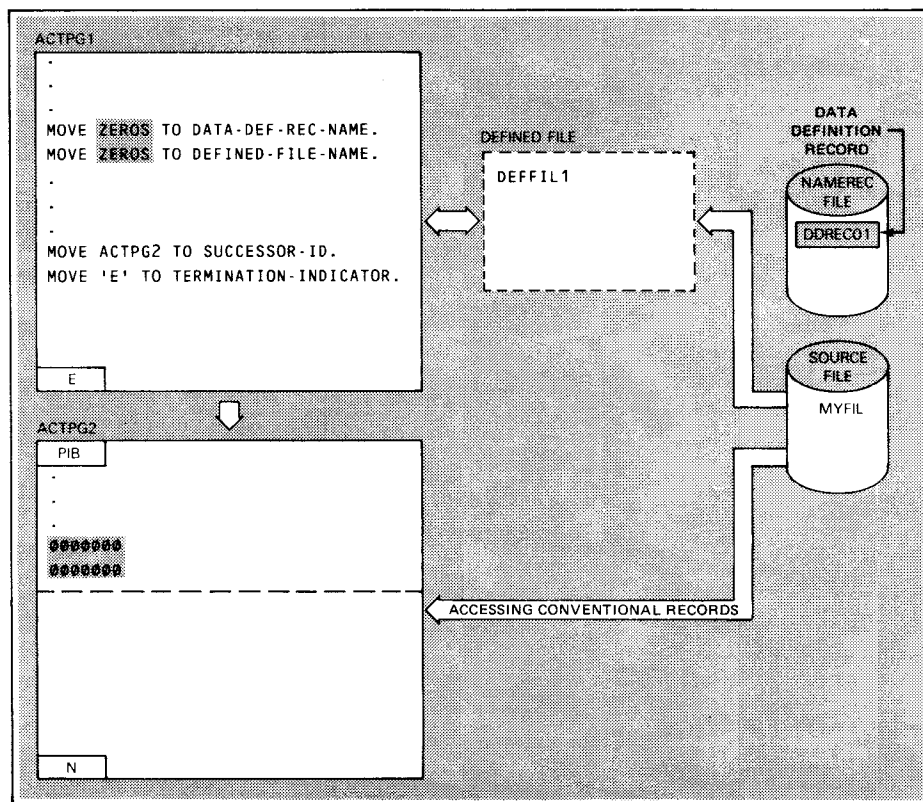 ACTPG1
.
.
.
MOVE ZEROS TO DATA-DEF-REC-NAME.
MOVE ZEROS TO DEFINED-FILE-NAME.
.
.
.
MOVE ACTPG2 TO SUCCESSOR-ID.
MOVE 'E' TO TERMINATION-INDICATOR.
E
DEFINED FILE
DEFFIL1
DATA
DEFINITION
RECORD
NAMEREC
FILE
DDREC01
SOURCE
FILE
MYFIL
ACTPG2
PIB
.
.
.
0000000
0000000
ACCESSING CONVENTIONAL RECORDS
N